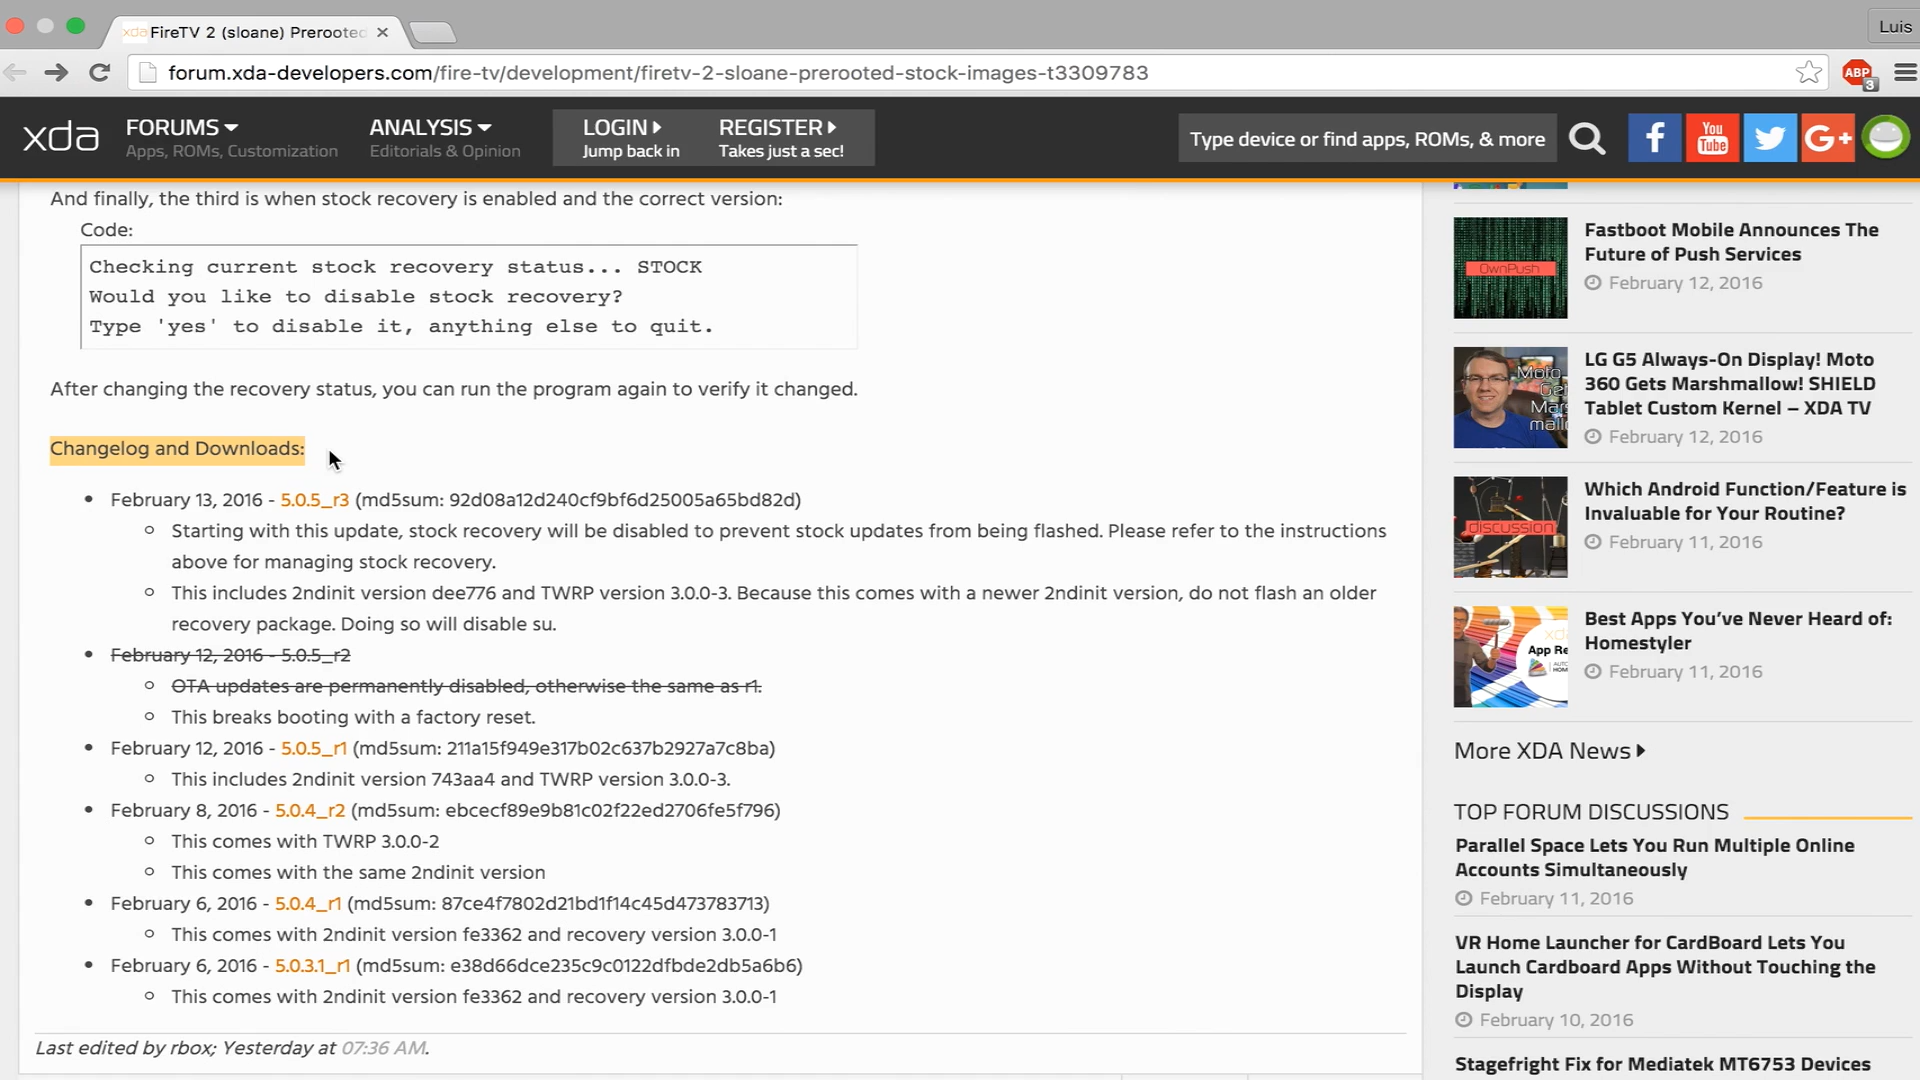 FireTV 2 (sloane) Prerooted
Luis
forum.xda-developers.com/fire-tv/development/firetv-2-sloane-prerooted-stock-images-t3309783
ABP
3
xda
FORUMS
Apps, ROMs, Customization
ANALYSIS
Editorials & Opinion
LOGIN
Jump back in
REGISTER
Takes just a sec!
Type device or find apps, ROMs, & more
f
You
Tube
G+
And finally, the third is when stock recovery is enabled and the correct version:
Code:
Checking current stock recovery status... STOCK
Would you like to disable stock recovery?
Type 'yes' to disable it, anything else to quit.
After changing the recovery status, you can run the program again to verify it changed.
Changelog and Downloads:
February 13, 2016 - 5.0.5_r3 (md5sum: 92d08a12d240cf9bf6d25005a65bd82d)
Starting with this update, stock recovery will be disabled to prevent stock updates from being flashed. Please refer to the instructions
above for managing stock recovery.
This includes 2ndinit version dee776 and TWRP version 3.0.0-3. Because this comes with a newer 2ndinit version, do not flash an older
recovery package. Doing so will disable su.
February 12, 2016 - 5.0.5_r2
OTA updates are permanently disabled, otherwise the same as r1.
This breaks booting with a factory reset.
February 12, 2016 - 5.0.5_r1 (md5sum: 211a15f949e317b02c637b2927a7c8ba)
This includes 2ndinit version 743aa4 and TWRP version 3.0.0-3.
February 8, 2016 - 5.0.4_r2 (md5sum: ebcecf89e9b81c02f22ed2706fe5f796)
This comes with TWRP 3.0.0-2
This comes with the same 2ndinit version
February 6, 2016 - 5.0.4_r1 (md5sum: 87ce4f7802d21bd1f14c45d473783713)
This comes with 2ndinit version fe3362 and recovery version 3.0.0-1
February 6, 2016 - 5.0.3.1_r1 (md5sum: e38d66dce235c9c0122dfbde2db5a6b6)
This comes with 2ndinit version fe3362 and recovery version 3.0.0-1
Last edited by rbox; Yesterday at 07:36 AM.
OwnPush
Fastboot Mobile Announces The
Future of Push Services
February 12, 2016
Moto
LG G5 Always-On Display! Moto
360 Gets Marshmallow! SHIELD
Tablet Custom Kernel – XDA TV
February 12, 2016
discussion
Which Android Function/Feature is
Invaluable for Your Routine?
February 11, 2016
xda
App Re
Best Apps You've Never Heard of:
Homestyler
February 11, 2016
More XDA News
TOP FORUM DISCUSSIONS
Parallel Space Lets You Run Multiple Online
Accounts Simultaneously
February 11, 2016
VR Home Launcher for CardBoard Lets You
Launch Cardboard Apps Without Touching the
Display
February 10, 2016
Stagefright Fix for Mediatek MT6753 Devices